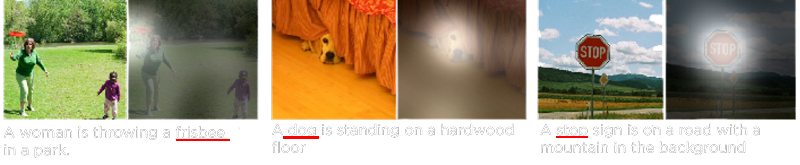 STOP
A woman is throwing a frisbee
in a park.
A dog is standing on a hardwood
floor
A stop sign is on a road with a
mountain in the background